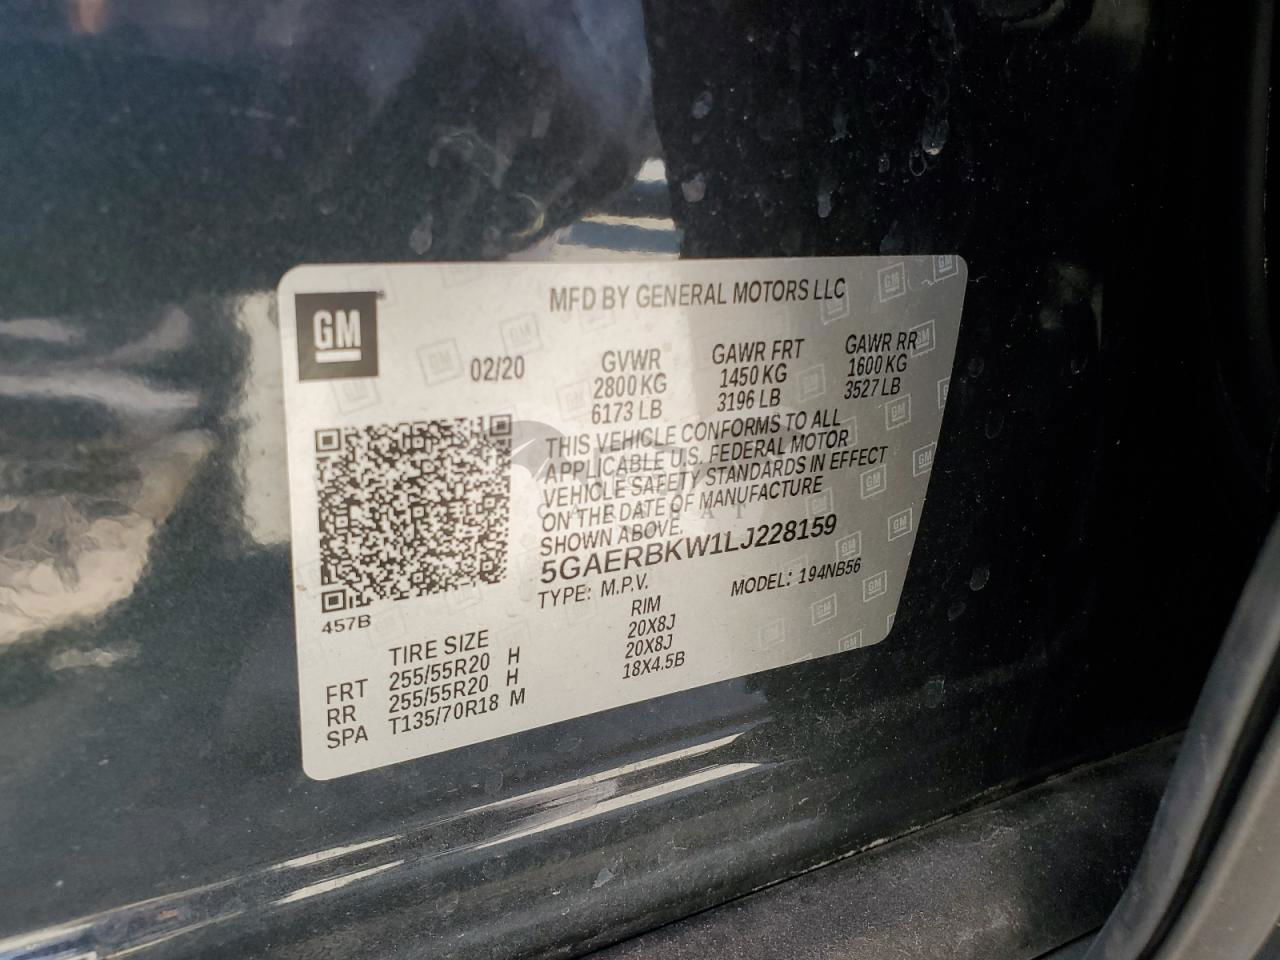 MFD BY GENERAL MOTORS LLC
GM
02/20
GVWR GAWR FRT GAWR RR
2800 KG 1450 KG 1600 KG
6173 LB 3196 LB 3527 LB
THIS VEHICLE CONFORMS TO ALL
APPLICABLE U.S. FEDERAL MOTOR
VEHICLE SAFETY STANDARDS IN EFFECT
ON THE DATE OF MANUFACTURE
SHOWN ABOVE.
5GAERBKW1LJ228159
TYPE: M.P.V. MODEL: 194NB56
457B
TIRE SIZE RIM
FRT 255/55R20 H 20X8J
RR 255/55R20 H 20X8J
SPA T135/70R18 M 18X4.5B